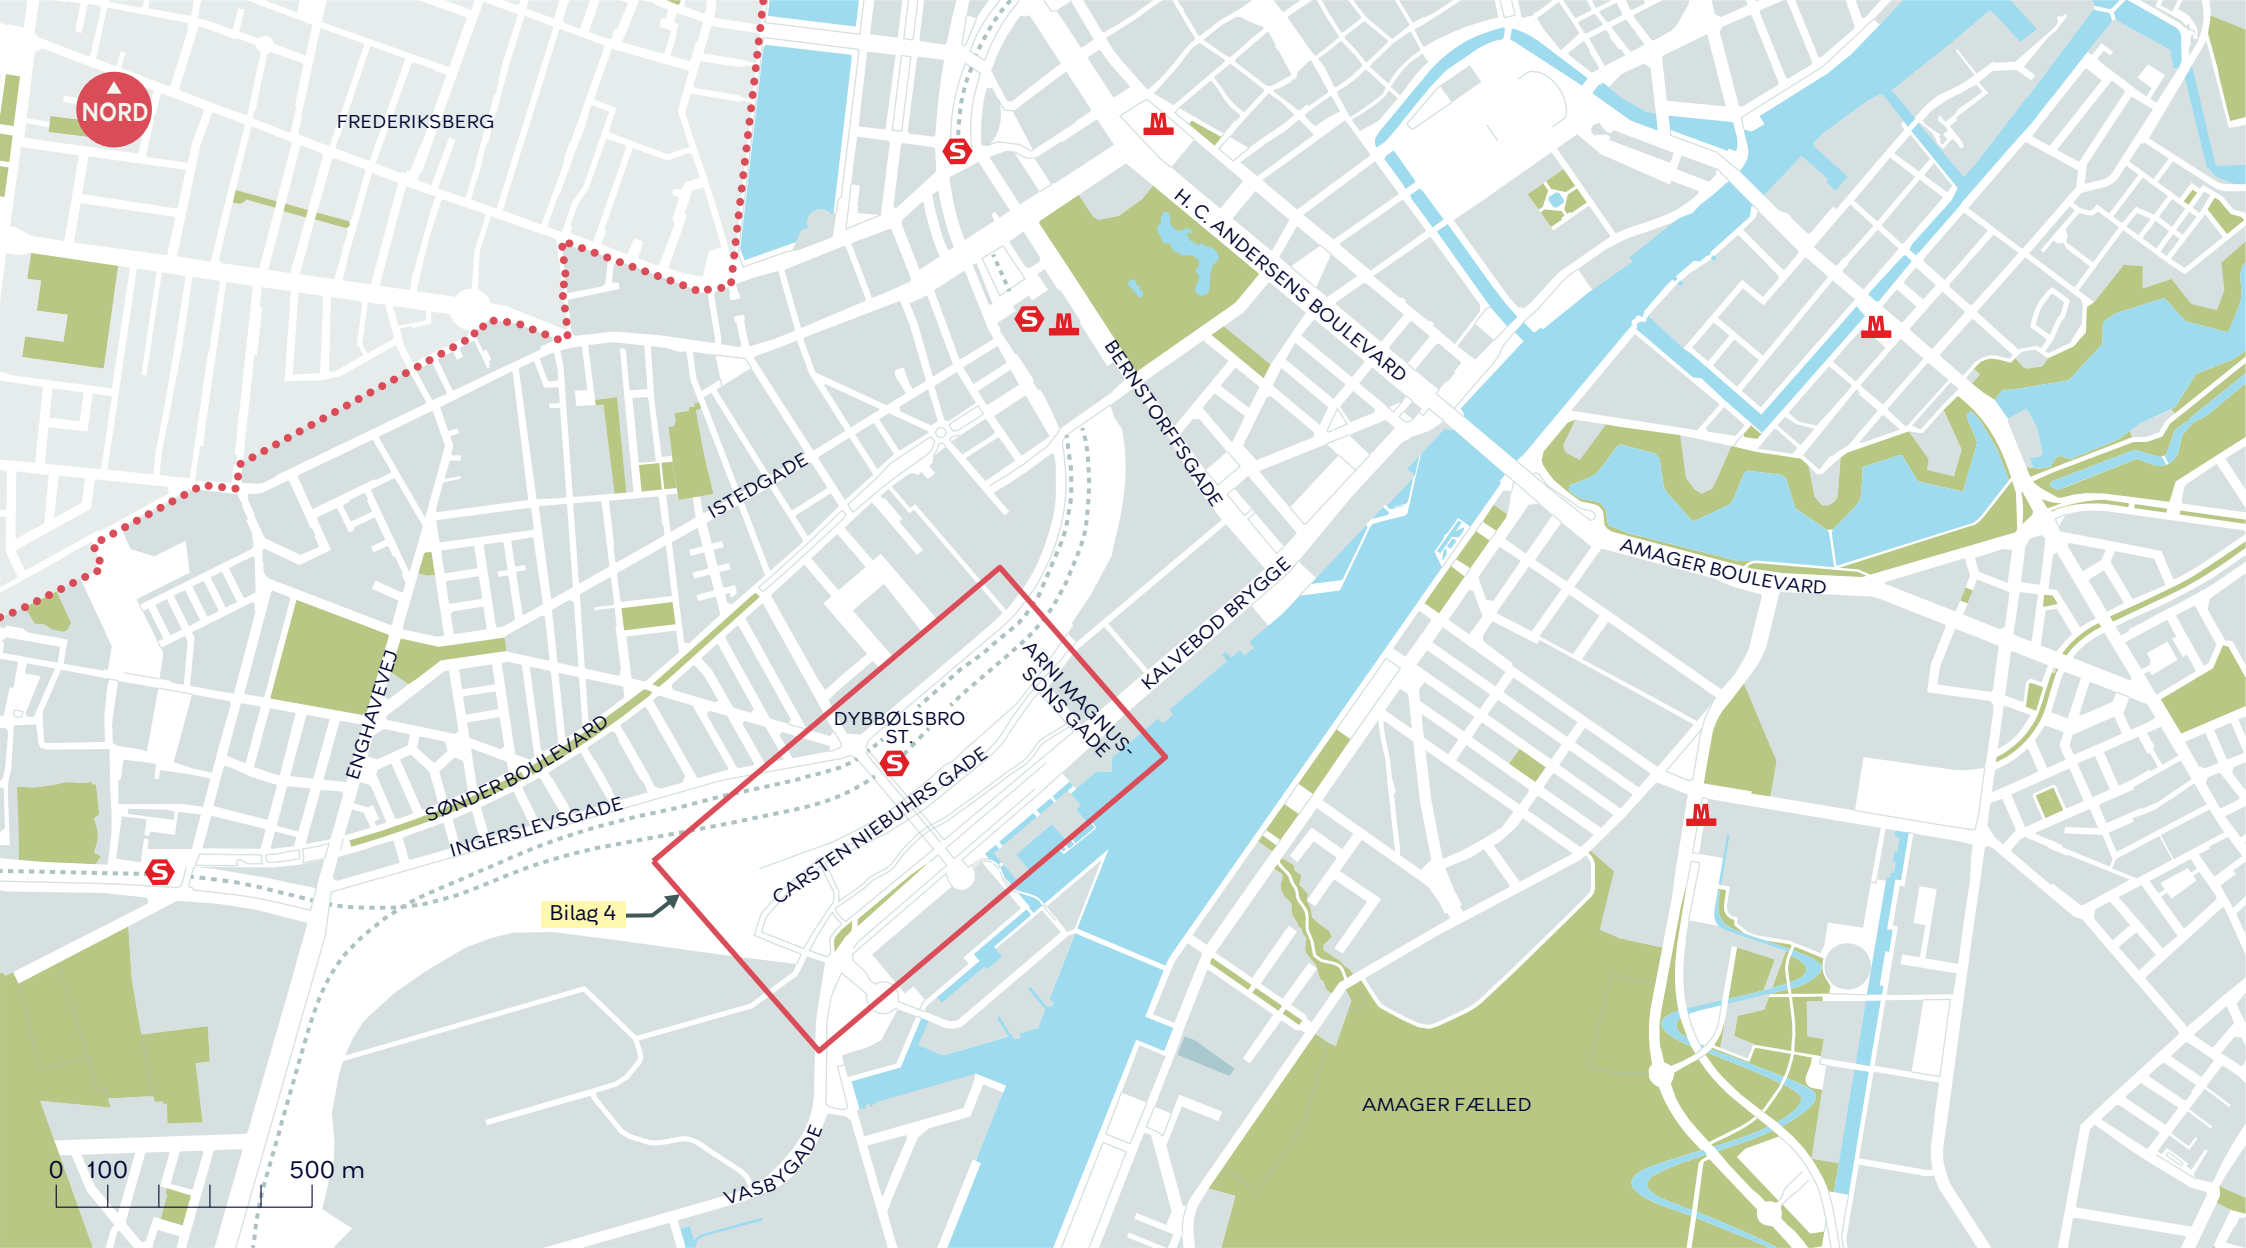 NORD
FREDERIKSBERG
M
S
H. C. ANDERSENS BOULEVARD
S
M
M
BERNSTORFFSGADE
ISTEDGADE
AMAGER BOULEVARD
KALVEBOD BRYGGE
ENGHAVEVEJ
ARNI MAGNUS-
SONS GADE
DYBBØLSBRO
ST.
S
SØNDER BOULEVARD
INGERSLEVSGADE
CARSTEN NIEBUHRS GADE
M
S
Bilag 4
AMAGER FÆLLED
VASBYGADE
0 100 500 m